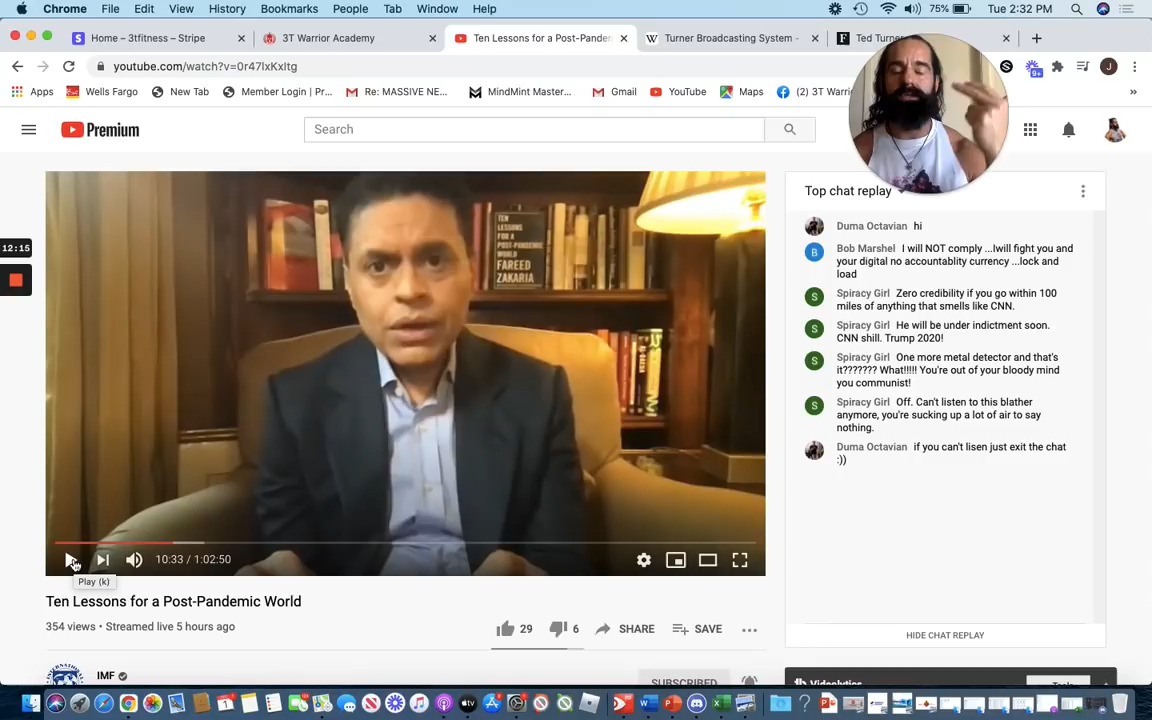 Chrome File Edit View History Bookmarks People Tab Window Help 75% Tue 2:32 PM
Home – 3tfitness – Stripe 3T Warrior Academy Ten Lessons for a Post-Pandem Turner Broadcasting System - Ted Turner
youtube.com/watch?v=0r47lxKxltg
Apps Wells Fargo New Tab Member Login | Pr... Re: MASSIVE NE... MindMint Master... Gmail YouTube Maps (2) 3T Warri
Premium
Search
12:15
TEN
LESSONS
FOR A
POST-PANDEMIC
WORLD
FAREED
ZAKARIA
10:33 / 1:02:50
Play (k)
Top chat replay
Duma Octavian hi
Bob Marshel I will NOT comply ...Iwill fight you and
your digital no accountablity currency ...lock and
load
Spiracy Girl Zero credibility if you go within 100
miles of anything that smells like CNN.
Spiracy Girl He will be under indictment soon.
CNN shill. Trump 2020!
Spiracy Girl One more metal detector and that's
it??????? What!!!!! You're out of your bloody mind
you communist!
Spiracy Girl Off. Can't listen to this blather
anymore, you're sucking up a lot of air to say
nothing.
Duma Octavian if you can't lisen just exit the chat
:))
HIDE CHAT REPLAY
Ten Lessons for a Post-Pandemic World
354 views • Streamed live 5 hours ago
29 6 SHARE SAVE
IMF
SUBSCRIBED
Videolytics